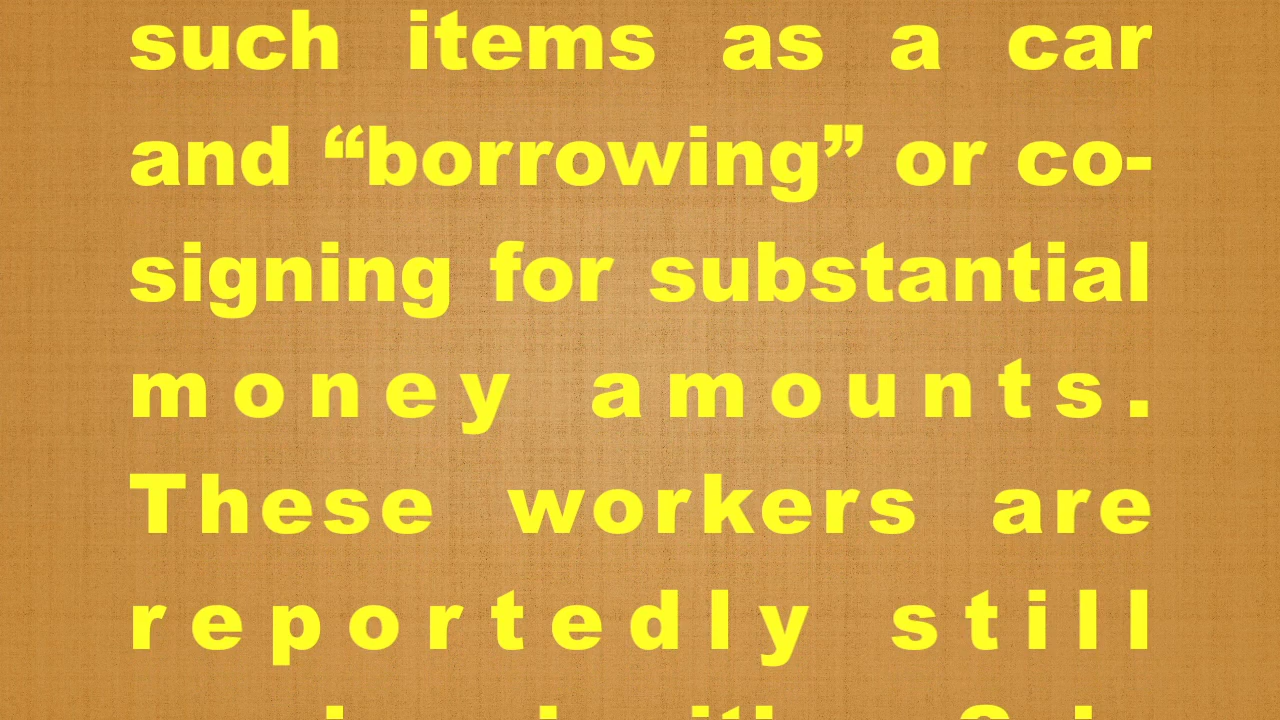 such items as a car
and “borrowing” or co-
signing for substantial
money amounts.
These workers are
reportedly still